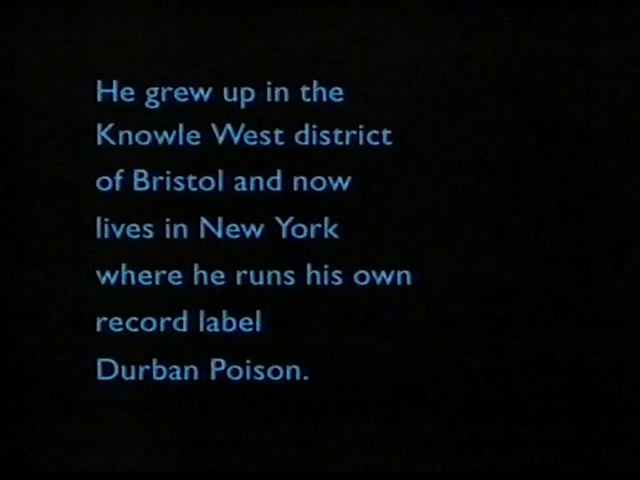 He grew up in the
Knowle West district
of Bristol and now
lives in New York
where he runs his own
record label
Durban Poison.